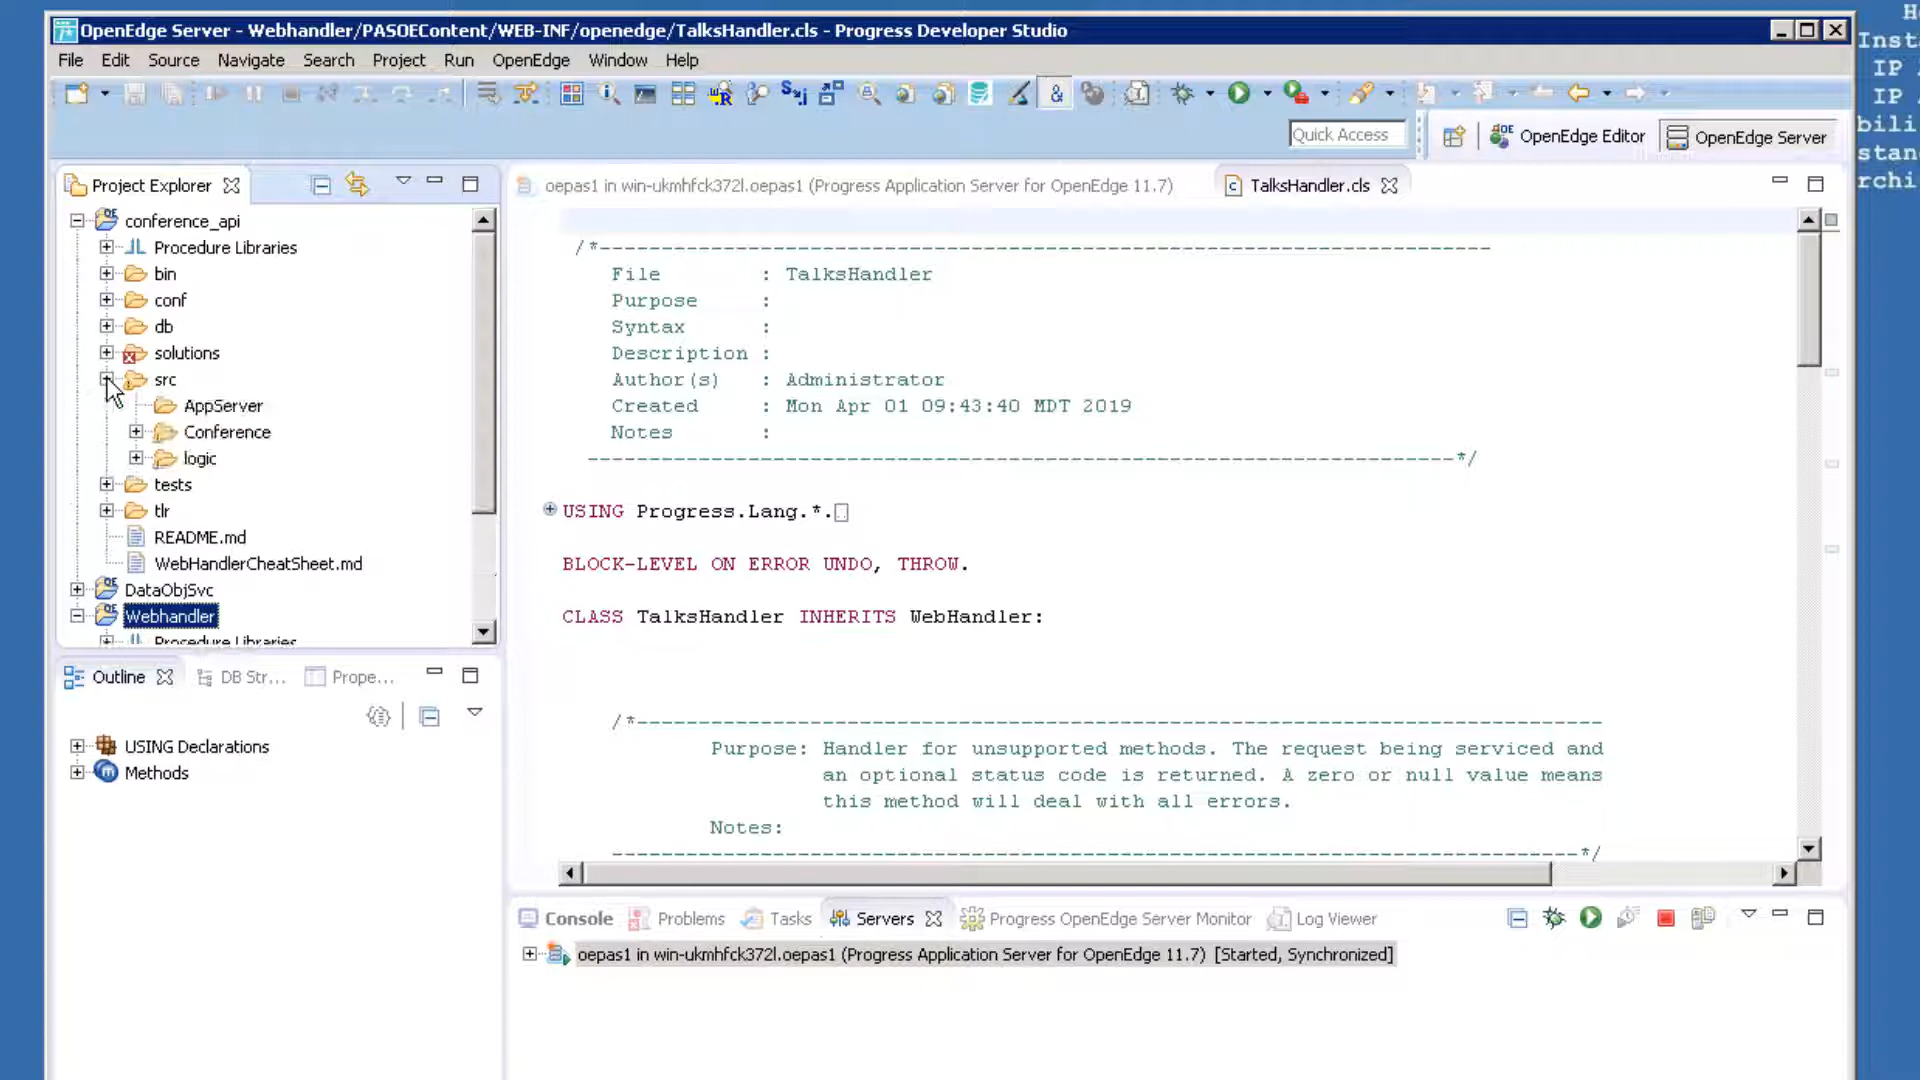 OpenEdge Server - Webhandler/PASOEContent/WEB-INF/openedge/TalksHandler.cls - Progress Developer Studio
File Edit Source Navigate Search Project Run OpenEdge Window Help
Quick Access
OpenEdge Editor
OpenEdge Server
Project Explorer
conference_api
Procedure Libraries
bin
conf
db
solutions
src
AppServer
Conference
logic
tests
tlr
README.md
WebHandlerCheatSheet.md
DataObjSvc
Webhandler
Procedure Libraries
Outline DB Str... Prope...
USING Declarations
Methods
oepas1 in win-ukmhfck372l.oepas1 (Progress Application Server for OpenEdge 11.7) TalksHandler.cls
/*------------------------------------------------------------------------
File : TalksHandler
Purpose :
Syntax :
Description :
Author(s) : Administrator
Created : Mon Apr 01 09:43:40 MDT 2019
Notes :
----------------------------------------------------------------------*/
USING Progress.Lang.*.
BLOCK-LEVEL ON ERROR UNDO, THROW.
CLASS TalksHandler INHERITS WebHandler:
/*------------------------------------------------------------------------------
Purpose: Handler for unsupported methods. The request being serviced and
an optional status code is returned. A zero or null value means
this method will deal with all errors.
Notes:
------------------------------------------------------------------------------*/
Console Problems Tasks Servers Progress OpenEdge Server Monitor Log Viewer
oepas1 in win-ukmhfck372l.oepas1 (Progress Application Server for OpenEdge 11.7) [Started, Synchronized]
IP
IP